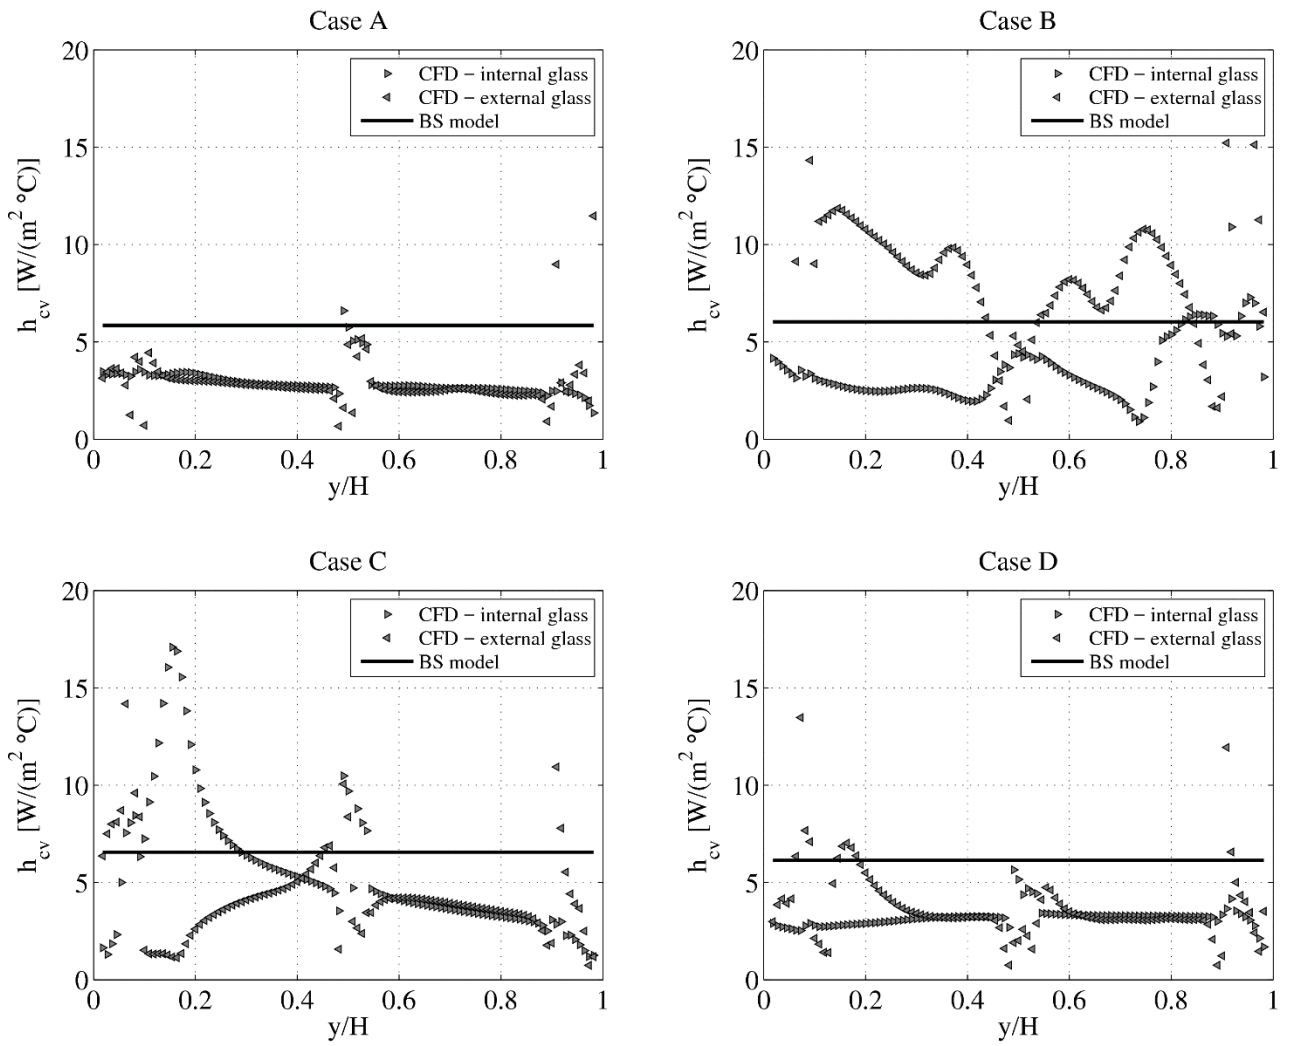 Case A
20
15
10
5
0
h_cv [W/(m² °C)]
CFD − internal glass
CFD − external glass
BS model
0 0.2 0.4 0.6 0.8 1
y/H
Case B
20
15
10
5
0
h_cv [W/(m² °C)]
CFD − internal glass
CFD − external glass
BS model
0 0.2 0.4 0.6 0.8 1
y/H
Case C
20
15
10
5
0
h_cv [W/(m² °C)]
CFD − internal glass
CFD − external glass
BS model
0 0.2 0.4 0.6 0.8 1
y/H
Case D
20
15
10
5
0
h_cv [W/(m² °C)]
CFD − internal glass
CFD − external glass
BS model
0 0.2 0.4 0.6 0.8 1
y/H